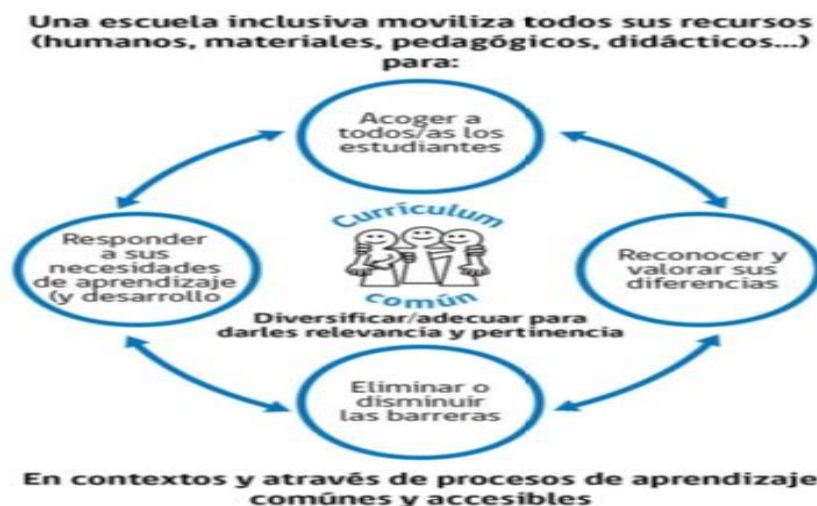 Una escuela inclusiva moviliza todos sus recursos
(humanos, materiales, pedagógicos, didácticos...)
para:
Acoger a
todos/as los
estudiantes
Responder
a sus
necesidades
de aprendizaje
(y desarrollo
Currículum
común
Reconocer y
valorar sus
diferencias
Diversificar/adecuar para
darles relevancia y pertinencia
Eliminar o
disminuir
las barreras
En contextos y através de procesos de aprendizaje
comúnes y accesibles